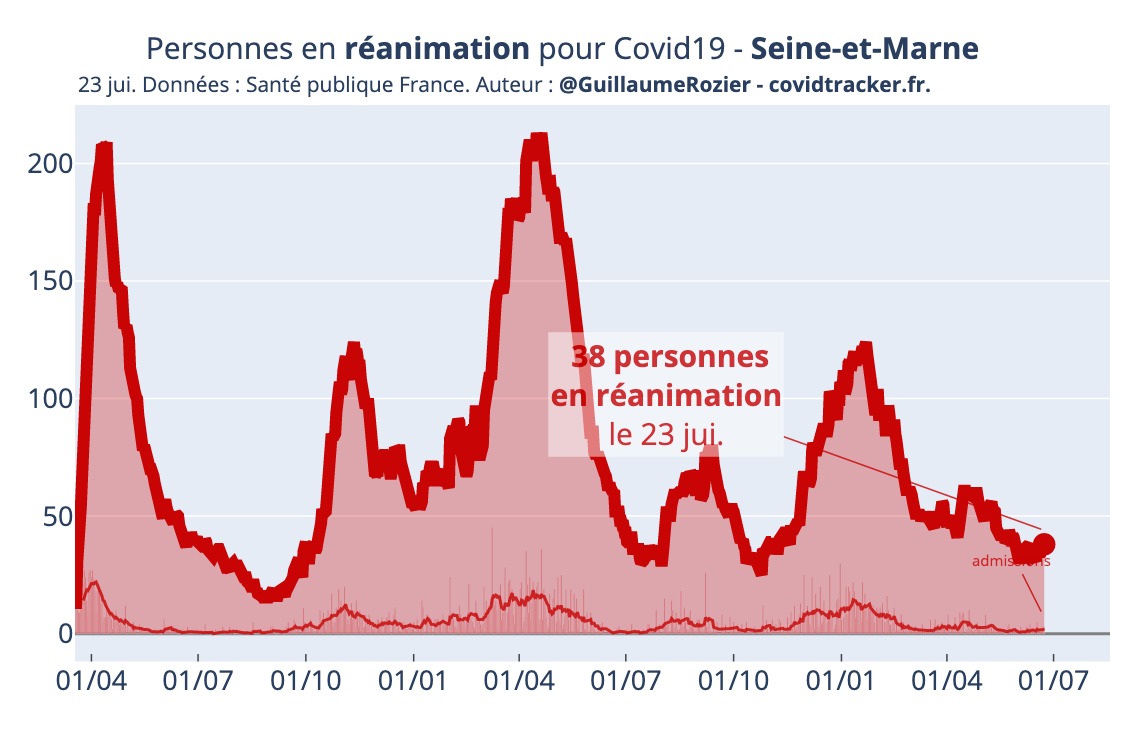 Personnes en réanimation pour Covid19 - Seine-et-Marne
23 jui. Données : Santé publique France. Auteur : @GuillaumeRozier - covidtracker.fr.
200
150
100
50
0
38 personnes
en réanimation
le 23 jui.
admissions
01/04 01/07 01/10 01/01 01/04 01/07 01/10 01/01 01/04 01/07